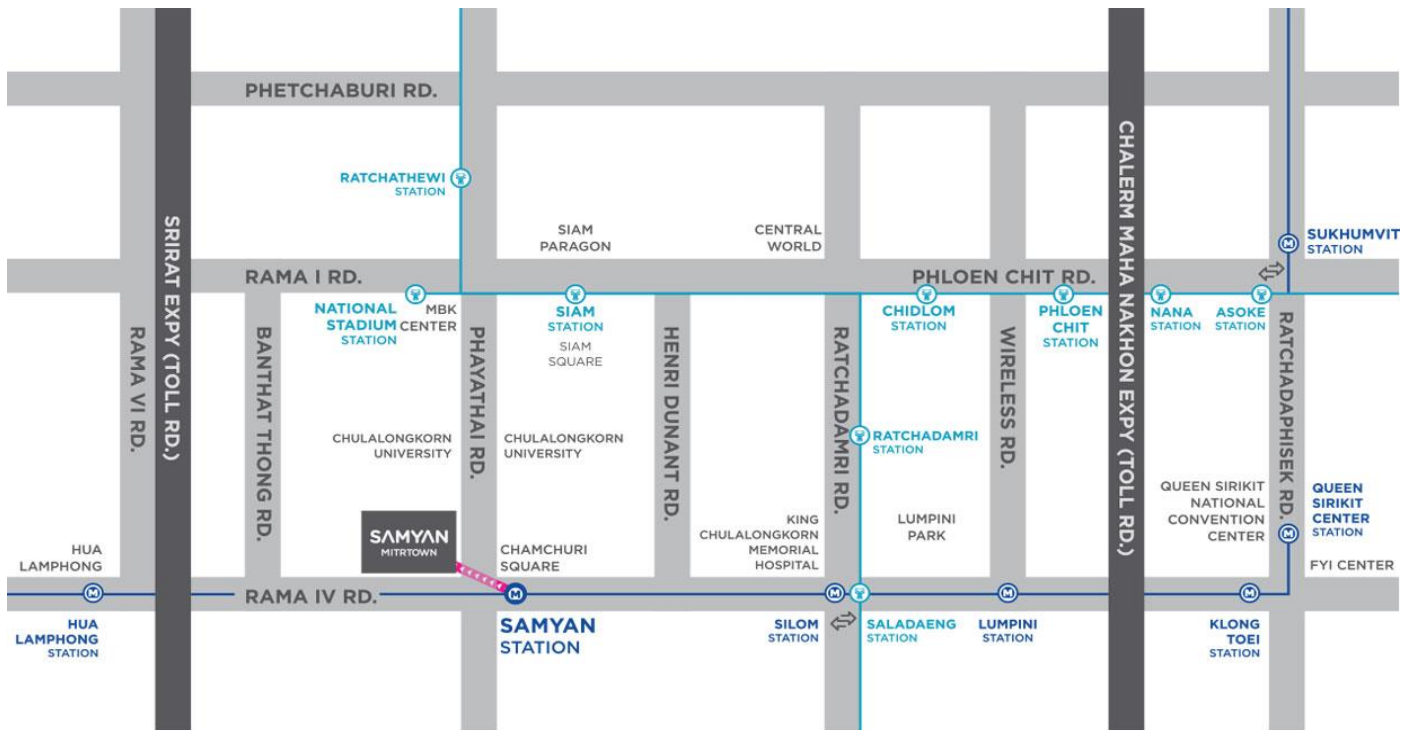 PHETCHABURI RD.
RATCHATHEWI
STATION
SIAM
PARAGON
CENTRAL
WORLD
SUKHUMVIT
STATION
RAMA I RD.
PHLOEN CHIT RD.
SRIRAT EXPY (TOLL RD.)
CHALERM MAHA NAKHON EXPY (TOLL RD.)
NATIONAL
STADIUM
STATION
MBK
CENTER
SIAM
STATION
SIAM
SQUARE
CHIDLOM
STATION
PHLOEN
CHIT
STATION
NANA
STATION
ASOKE
STATION
RAMA VI RD.
BANTHAT THONG RD.
PHAYATHAI RD.
HENRI DUNANT RD.
RATCHADAMRI RD.
WIRELESS RD.
RATCHADAPHISEK RD.
CHULALONGKORN
UNIVERSITY
CHULALONGKORN
UNIVERSITY
RATCHADAMRI
STATION
QUEEN SIRIKIT
NATIONAL
CONVENTION
CENTER
QUEEN
SIRIKIT
CENTER
STATION
SAMYAN
MITRTOWN
KING
CHULALONGKORN
MEMORIAL
HOSPITAL
LUMPINI
PARK
HUA
LAMPHONG
CHAMCHURI
SQUARE
FYI CENTER
M
M
M
M
M
M
M
RAMA IV RD.
HUA
LAMPHONG
STATION
SAMYAN
STATION
SILOM
STATION
SALADAENG
STATION
LUMPINI
STATION
KLONG
TOEI
STATION